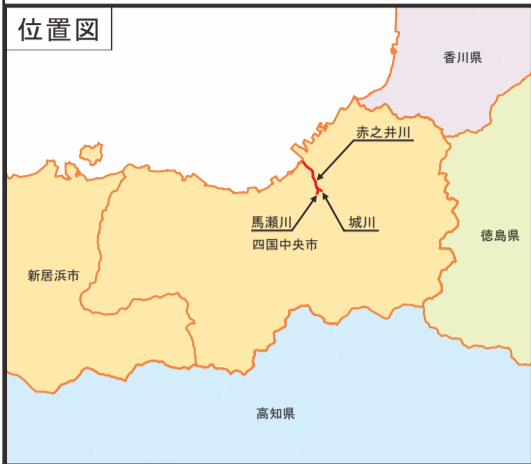 位置図
香川県
赤之井川
馬瀬川
城川
四国中央市
徳島県
新居浜市
高知県